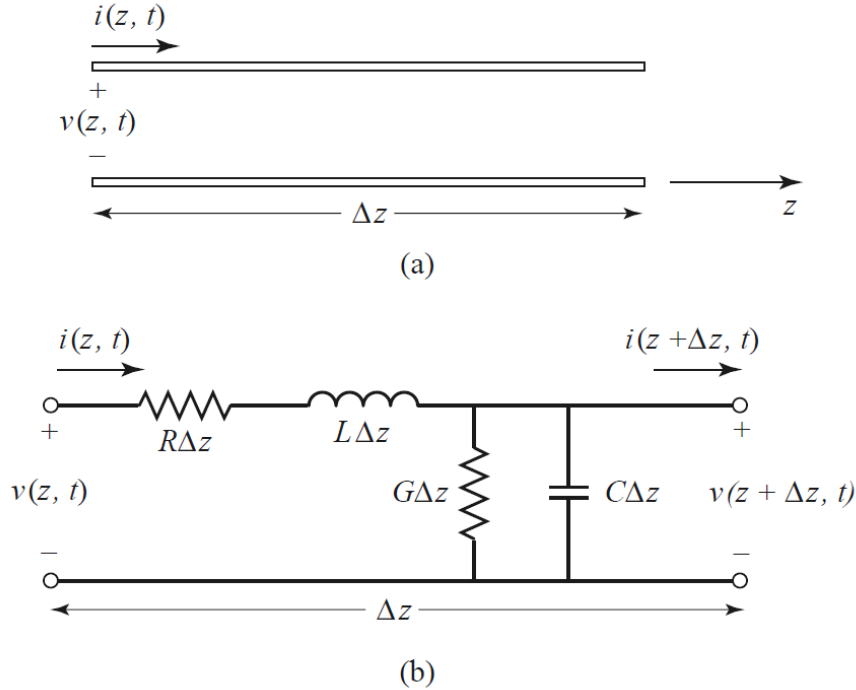 i(z, t)
+
v(z, t)
−
Δz
z
(a)
i(z, t)
i(z +Δz, t)
+
RΔz
LΔz
+
v(z, t)
GΔz
CΔz
v(z + Δz, t)
−
−
Δz
(b)